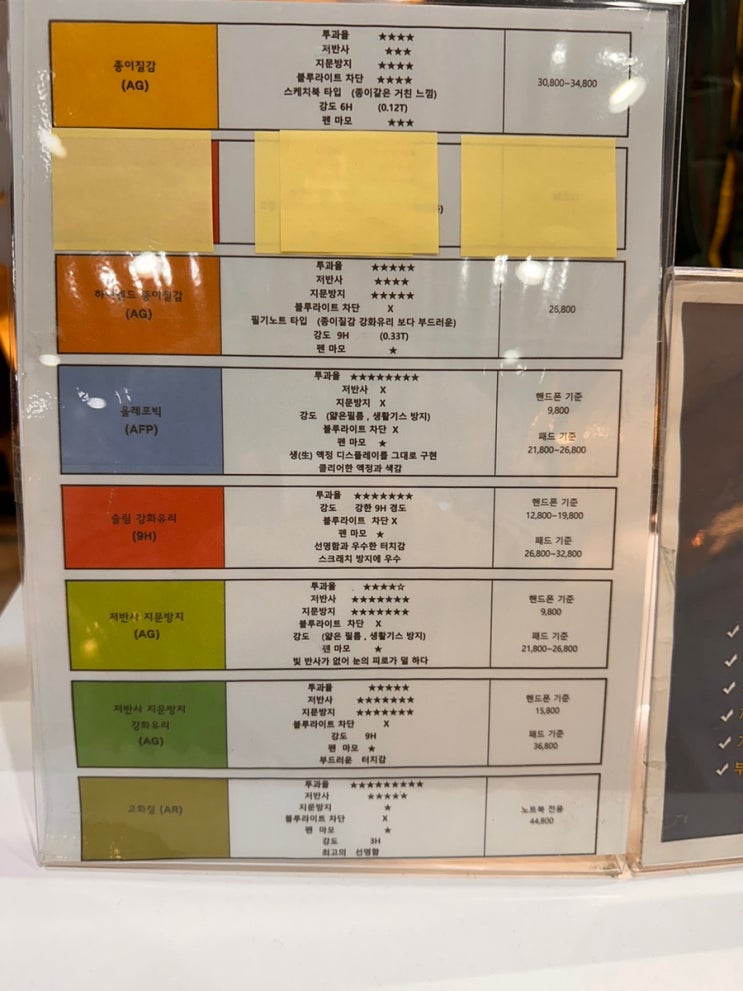 종이질감
(AG)
투과율 ★★★★
저반사 ★★★
지문방지 ★★★★
블루라이트 차단 ★★★★
스케치북 타입 (종이같은 거친 느낌)
강도 6H (0.12T)
펜 마모 ★★★
30,800~34,800
하이엔드 종이질감
(AG)
투과율 ★★★★★
저반사 ★★★★
지문방지 ★★★★★
블루라이트 차단 X
필기노트 타입 (종이질감 강화유리 보다 부드러운)
강도 9H (0.33T)
펜 마모 ★
26,800
올레포빅
(AFP)
투과율 ★★★★★★★★
저반사 X
지문방지 X
강도 (얇은필름 , 생활기스 방지)
블루라이트 차단 X
펜 마모 ★
생(生) 액정 디스플레이를 그대로 구현
클리어한 액정과 색감
핸드폰 기준
9,800
패드 기준
21,800~26,800
슬림 강화유리
(9H)
투과율 ★★★★★★★
강도 강한 9H 경도
블루라이트 차단 X
펜 마모 ★
선명함과 우수한 터치감
스크래치 방지에 우수
핸드폰 기준
12,800~19,800
패드 기준
26,800~32,800
저반사 지문방지
(AG)
투과율 ★★★★☆
저반사 ★★★★★★★
지문방지 ★★★★★★★
블루라이트 차단 X
강도 (얇은 필름 , 생활기스 방지)
펜 마모 ★
빛 반사가 없어 눈의 피로가 덜 하다
핸드폰 기준
9,800
패드 기준
21,800~26,800
저반사 지문방지
강화유리
(AG)
투과율 ★★★★★
저반사 ★★★★★★★
지문방지 ★★★★★★★
블루라이트 차단 X
강도 9H
펜 마모 ★
부드러운 터치감
핸드폰 기준
15,800
패드 기준
36,800
고화질 (AR)
투과율 ★★★★★★★★★
저반사 ★★★★★
지문방지 ★
블루라이트 차단 X
펜 마모 ★
강도 3H
최고의 선명함
노트북 전용
44,800